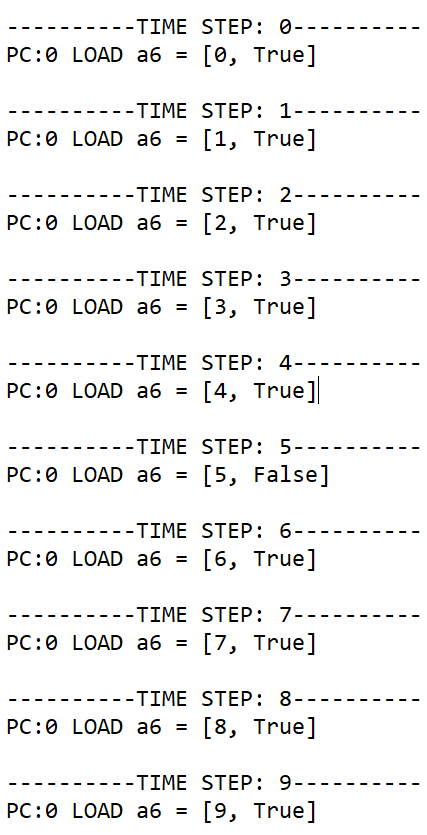 ----------TIME STEP: 0----------
PC:0 LOAD a6 = [0, True]
----------TIME STEP: 1----------
PC:0 LOAD a6 = [1, True]
----------TIME STEP: 2----------
PC:0 LOAD a6 = [2, True]
----------TIME STEP: 3----------
PC:0 LOAD a6 = [3, True]
----------TIME STEP: 4----------
PC:0 LOAD a6 = [4, True]
----------TIME STEP: 5----------
PC:0 LOAD a6 = [5, False]
----------TIME STEP: 6----------
PC:0 LOAD a6 = [6, True]
----------TIME STEP: 7----------
PC:0 LOAD a6 = [7, True]
----------TIME STEP: 8----------
PC:0 LOAD a6 = [8, True]
----------TIME STEP: 9----------
PC:0 LOAD a6 = [9, True]